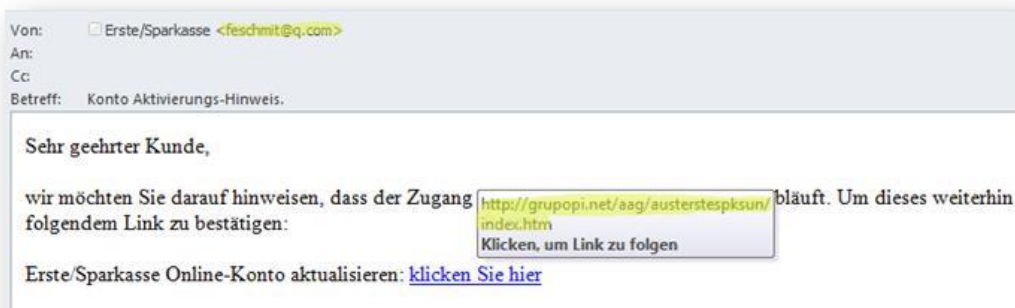 Von: Erste/Sparkasse <feschmit@q.com>
An:
Cc:
Betreff: Konto Aktivierungs-Hinweis.
Sehr geehrter Kunde,
wir möchten Sie darauf hinweisen, dass der Zugang http://grupopi.net/aag/austerstespksun/ bläuft. Um dieses weiterhin
folgendem Link zu bestätigen: index.htm
Klicken, um Link zu folgen
Erste/Sparkasse Online-Konto aktualisieren: klicken Sie hier